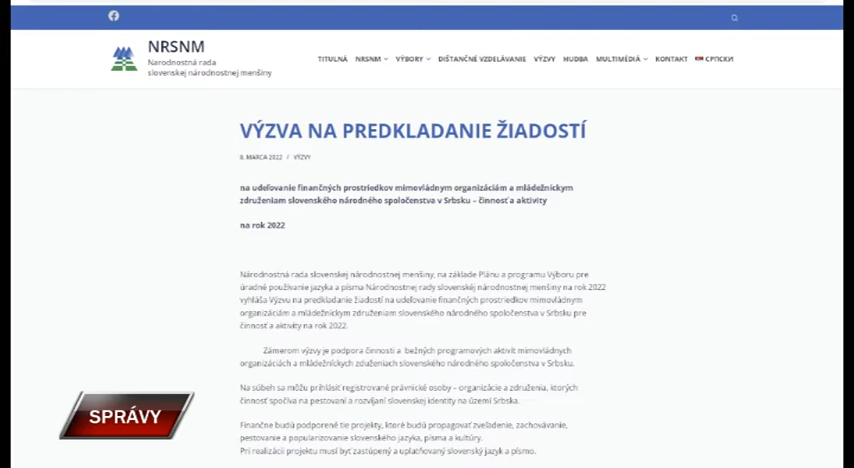 NRSNM
Narodnostná rada
slovenskej národnostnej menšiny
TITULNÁ NRSNM VÝBORY DIŠTANČNÉ VZDELÁVANIE VÝZVY HUDBA MULTIMÉDIÁ KONTAKT СРПСКИ
VÝZVA NA PREDKLADANIE ŽIADOSTÍ
8. MARCA 2022 / VÝZVY
na udeľovanie finančných prostriedkov mimovládnym organizáciám a mládežníckym
združeniam slovenského národného spoločenstva v Srbsku – činnosť a aktivity
na rok 2022
Národnostná rada slovenskej národnostnej menšiny, na základe Plánu a programu Výboru pre
úradné používanie jazyka a písma Národnostnej rady slovenskej národnostnej menšiny na rok 2022
vyhláša Výzvu na predkladanie žiadostí na udeľovanie finančných prostriedkov mimovládnym
organizáciám a mládežníckym združeniam slovenského národného spoločenstva v Srbsku pre
činnosť a aktivity na rok 2022.
Zámerom výzvy je podpora činnosti a bežných programových aktivít mimovládnych
organizáciách a mládežníckych združeniach slovenského národného spoločenstva v Srbsku.
Na súbeh sa môžu prihlásiť registrované právnické osoby – organizácie a združenia, ktorých
činnosť spočíva na pestovaní a rozvíjaní slovenskej identity na území Srbska.
Finančne budú podporené tie projekty, ktoré budú propagovať zveľadenie, zachovávanie,
pestovanie a popularizovanie slovenského jazyka, písma a kultúry.
Pri realizácii projektu musí byť zastúpený a uplatňovaný slovenský jazyk a písmo.
SPRÁVY